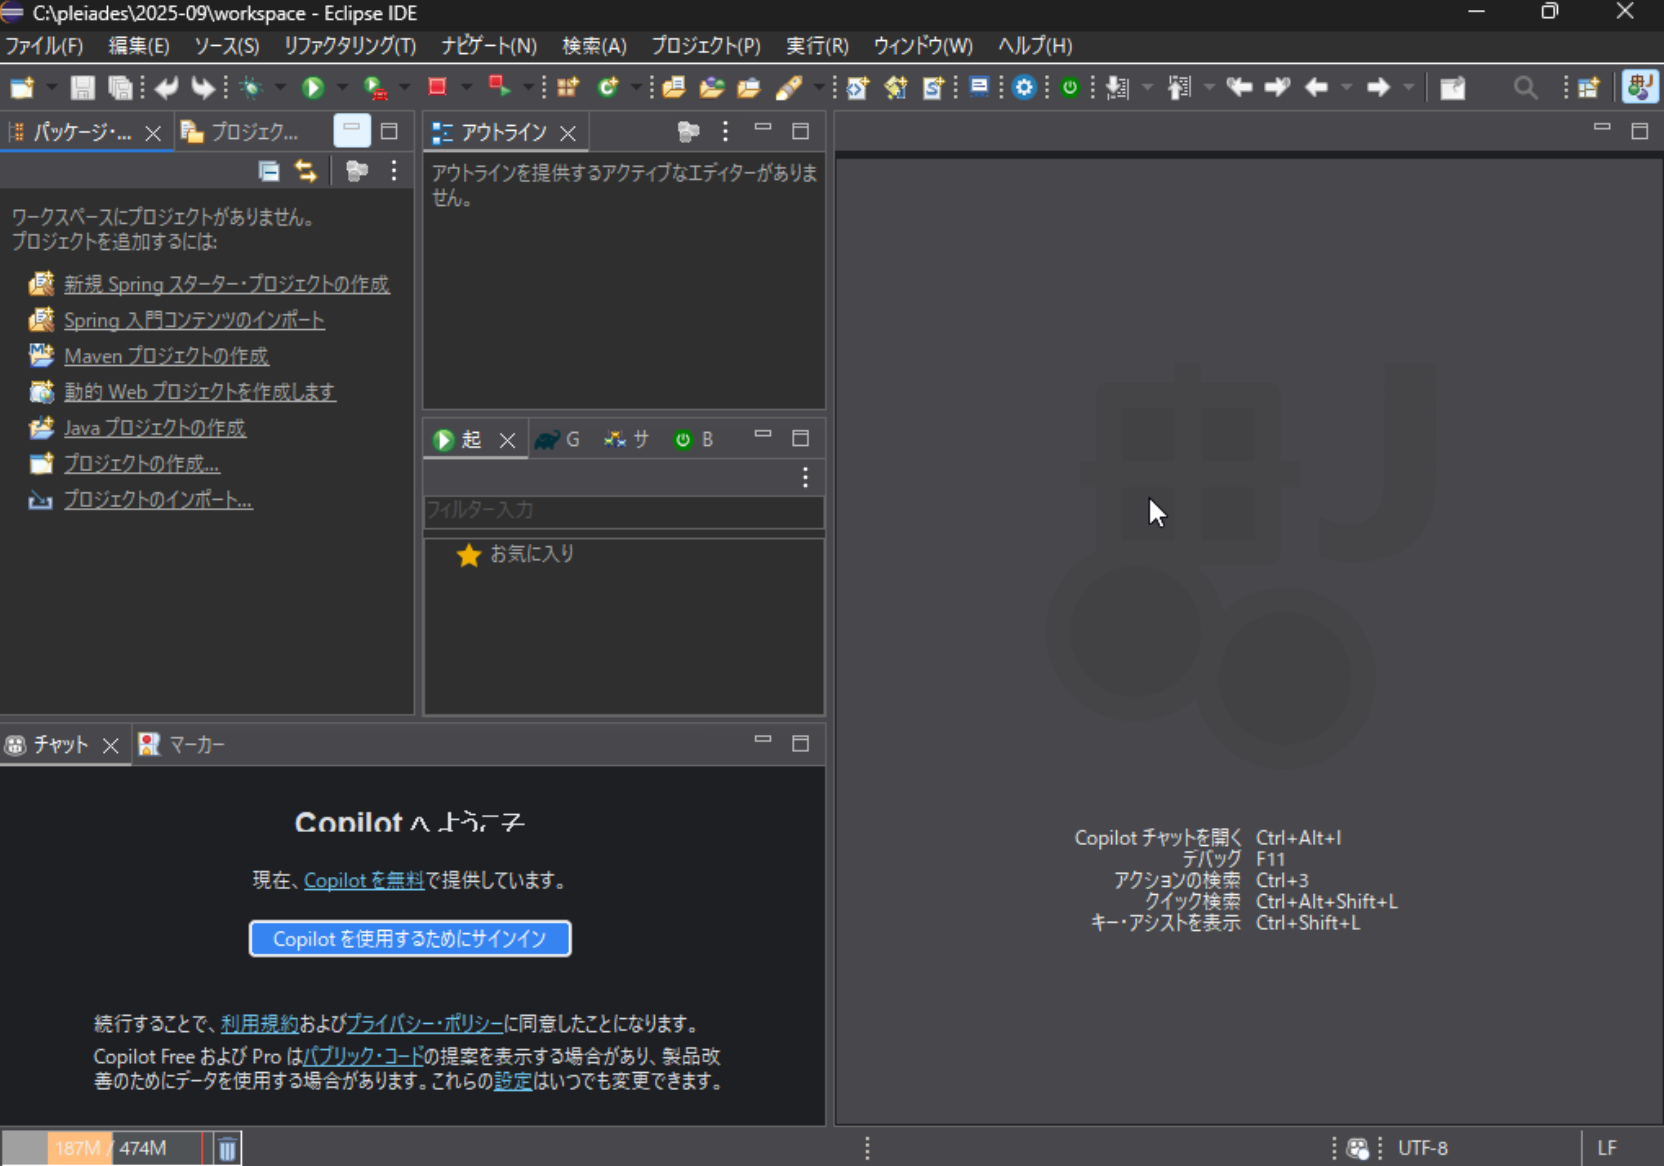 C:\pleiades\2025-09\workspace - Eclipse IDE
ファイル(F) 編集(E) ソース(S) リファクタリング(T) ナビゲート(N) 検索(A) プロジェクト(P) 実行(R) ウィンドウ(W) ヘルプ(H)
パッケージ・... プロジェク...
ワークスペースにプロジェクトがありません。
プロジェクトを追加するには:
新規 Spring スターター・プロジェクトの作成
Spring 入門コンテンツのインポート
Maven プロジェクトの作成
動的 Web プロジェクトを作成します
Java プロジェクトの作成
プロジェクトの作成...
プロジェクトのインポート...
アウトライン
アウトラインを提供するアクティブなエディターがありま
せん。
起 G サ B
フィルター入力
お気に入り
チャット マーカー
Copilot へようこそ
現在、Copilot を無料で提供しています。
Copilot を使用するためにサインイン
続行することで、利用規約およびプライバシー・ポリシーに同意したことになります。
Copilot Free および Pro はパブリック・コードの提案を表示する場合があり、製品改
善のためにデータを使用する場合があります。これらの設定はいつでも変更できます。
Copilot チャットを開く Ctrl+Alt+I
デバッグ F11
アクションの検索 Ctrl+3
クイック検索 Ctrl+Alt+Shift+L
キー・アシストを表示 Ctrl+Shift+L
187M / 474M
UTF-8
LF